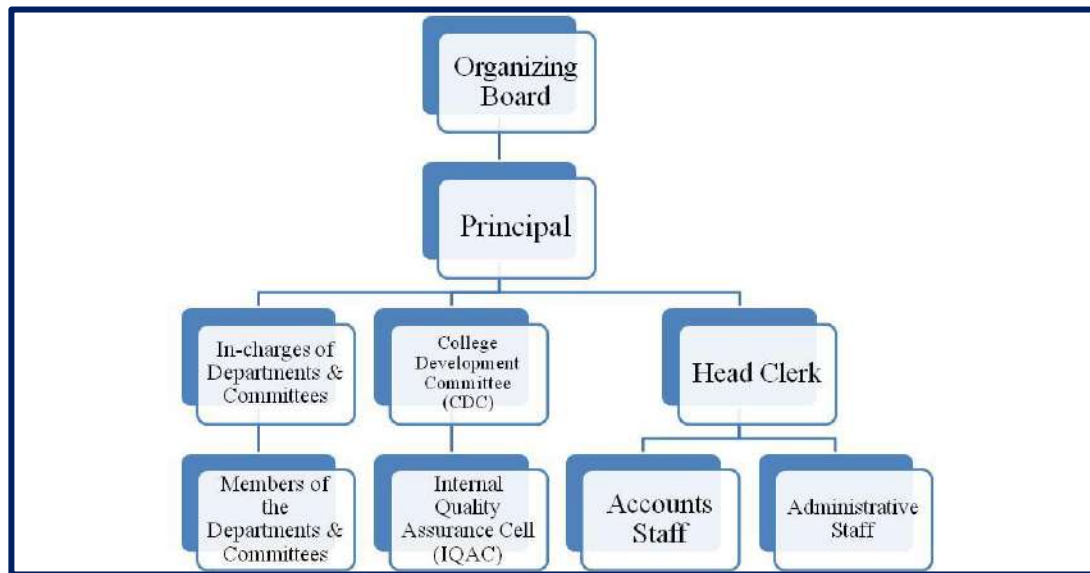 Organizing
Board
Principal
In-charges of
Departments &
Committees
College
Development
Committee
(CDC)
Head Clerk
Members of
the
Departments &
Committees
Internal
Quality
Assurance Cell
(IQAC)
Accounts
Staff
Administrative
Staff